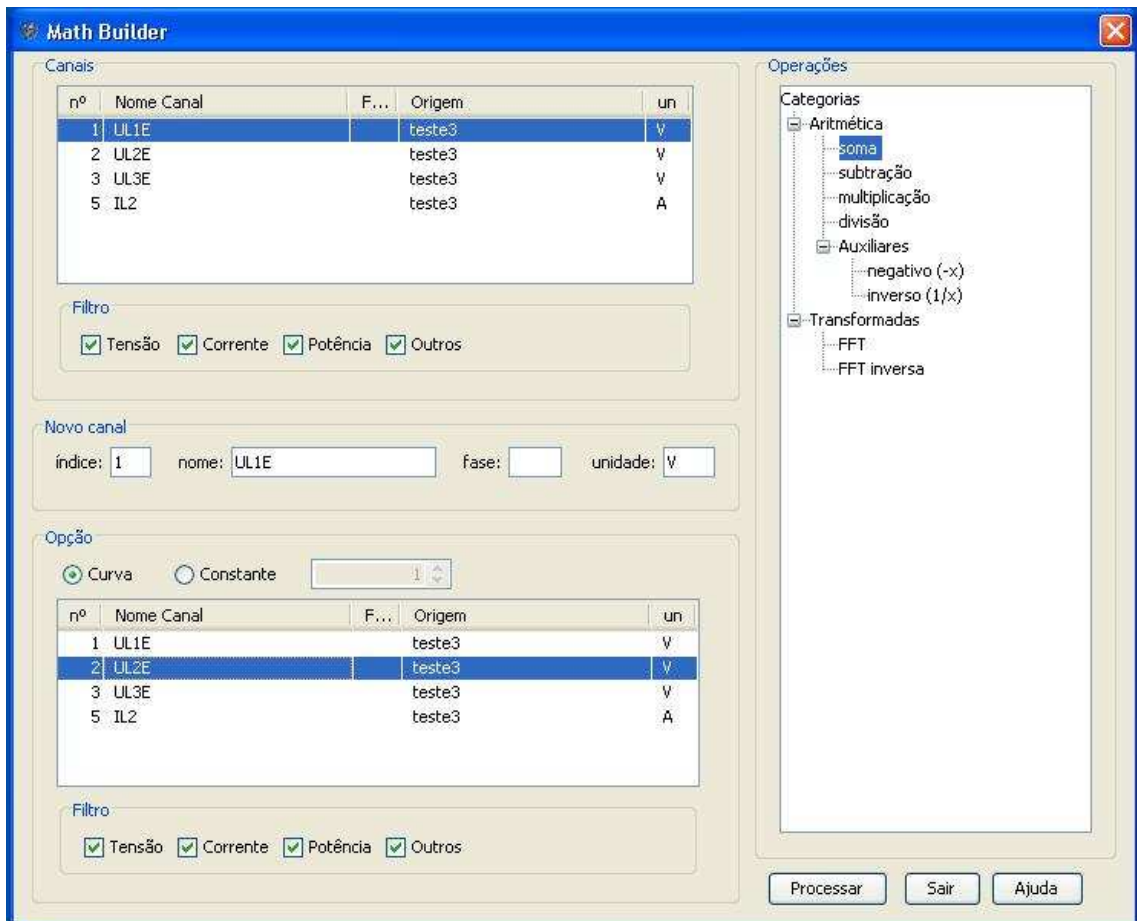 Math Builder
Canais
nº Nome Canal F... Origem un
1 UL1E teste3 V
2 UL2E teste3 V
3 UL3E teste3 V
5 IL2 teste3 A
Filtro
Tensão Corrente Potência Outros
Novo canal
índice: 1 nome: UL1E fase: unidade: V
Opção
Curva Constante 1
nº Nome Canal F... Origem un
1 UL1E teste3 V
2 UL2E teste3 V
3 UL3E teste3 V
5 IL2 teste3 A
Filtro
Tensão Corrente Potência Outros
Operações
Categorias
Aritmética
soma
subtração
multiplicação
divisão
Auxiliares
negativo (-x)
inverso (1/x)
Transformadas
FFT
FFT inversa
Processar Sair Ajuda